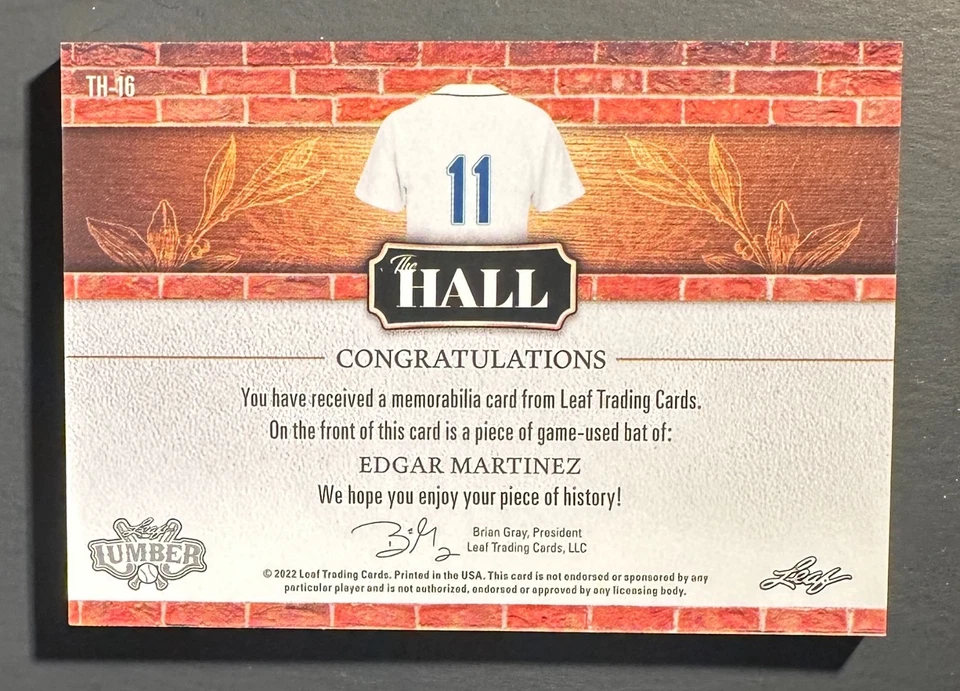 TH-16
11
The
HALL
CONGRATULATIONS
You have received a memorabilia card from Leaf Trading Cards.
On the front of this card is a piece of game-used bat of:
EDGAR MARTINEZ
We hope you enjoy your piece of history!
Brian Gray, President
Leaf Trading Cards, LLC
Leaf
LUMBER
© 2022 Leaf Trading Cards. Printed in the USA. This card is not endorsed or sponsored by any
particular player and is not authorized, endorsed or approved by any licensing body.
Leaf